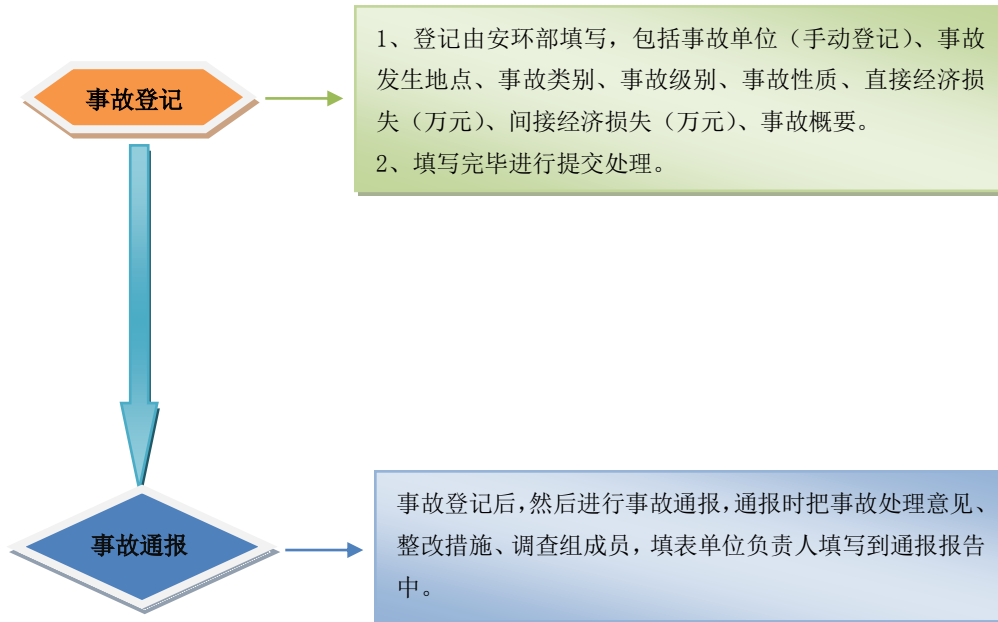 事故登记
1、登记由安环部填写，包括事故单位（手动登记）、事故
发生地点、事故类别、事故级别、事故性质、直接经济损
失（万元）、间接经济损失（万元）、事故概要。
2、填写完毕进行提交处理。
事故通报
事故登记后，然后进行事故通报，通报时把事故处理意见、
整改措施、调查组成员，填表单位负责人填写到通报报告
中。